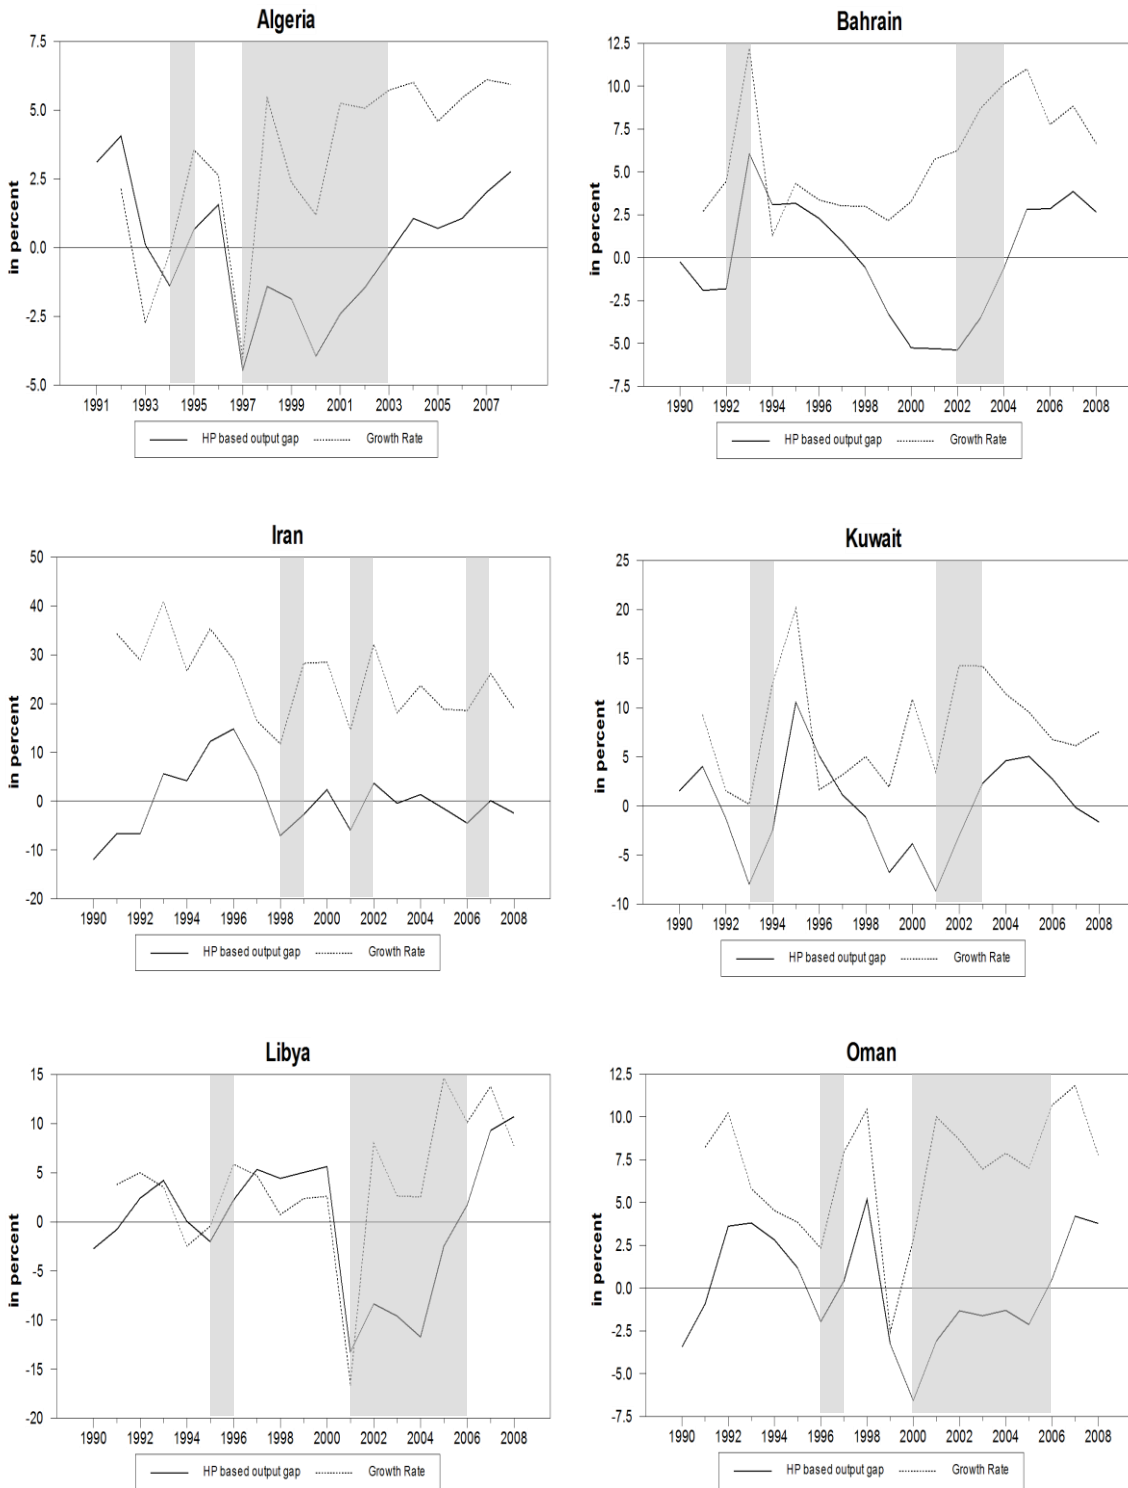 Algeria
in percent
7.5
5.0
2.5
0.0
-2.5
-5.0
1991 1993 1995 1997 1999 2001 2003 2005 2007
HP based output gap Growth Rate
Bahrain
in percent
12.5
10.0
7.5
5.0
2.5
0.0
-2.5
-5.0
-7.5
1990 1992 1994 1996 1998 2000 2002 2004 2006 2008
HP based output gap Growth Rate
Iran
in percent
50
40
30
20
10
0
-10
-20
1990 1992 1994 1996 1998 2000 2002 2004 2006 2008
HP based output gap Growth Rate
Kuwait
in percent
25
20
15
10
5
0
-5
-10
1990 1992 1994 1996 1998 2000 2002 2004 2006 2008
HP based output gap Growth Rate
Libya
in percent
15
10
5
0
-5
-10
-15
-20
1990 1992 1994 1996 1998 2000 2002 2004 2006 2008
HP based output gap Growth Rate
Oman
in percent
12.5
10.0
7.5
5.0
2.5
0.0
-2.5
-5.0
-7.5
1990 1992 1994 1996 1998 2000 2002 2004 2006 2008
HP based output gap Growth Rate